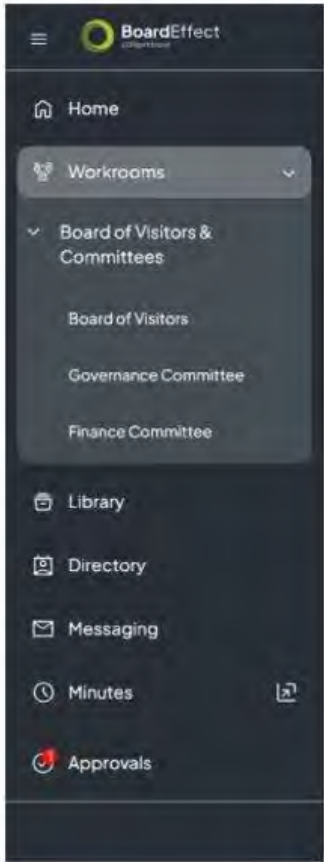 BoardEffect
Home
Workrooms
Board of Visitors &
Committees
Board of Visitors
Governance Committee
Finance Committee
Library
Directory
Messaging
Minutes
Approvals